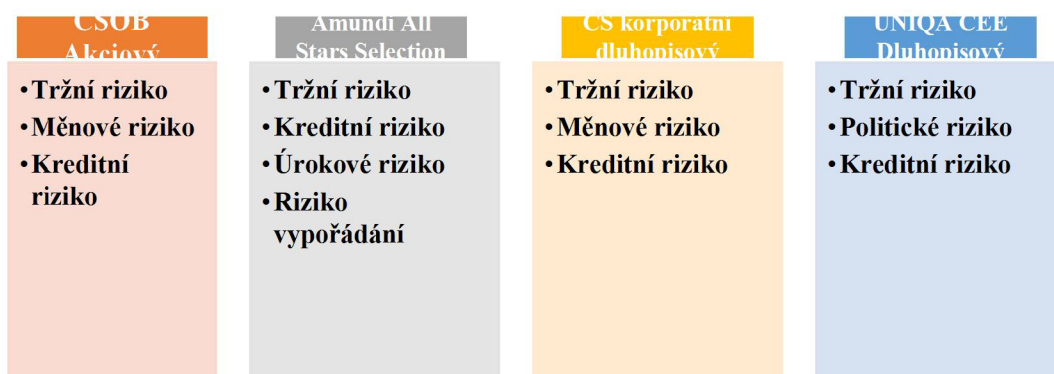 ČSOB
Akciový
• Tržní riziko
• Měnové riziko
• Kreditní
riziko
Amundi All
Stars Selection
• Tržní riziko
• Kreditní riziko
• Úrokové riziko
• Riziko
vypořádání
ČS korporátní
dluhopisový
• Tržní riziko
• Měnové riziko
• Kreditní riziko
UNIQA CEE
Dluhopisový
• Tržní riziko
• Politické riziko
• Kreditní riziko